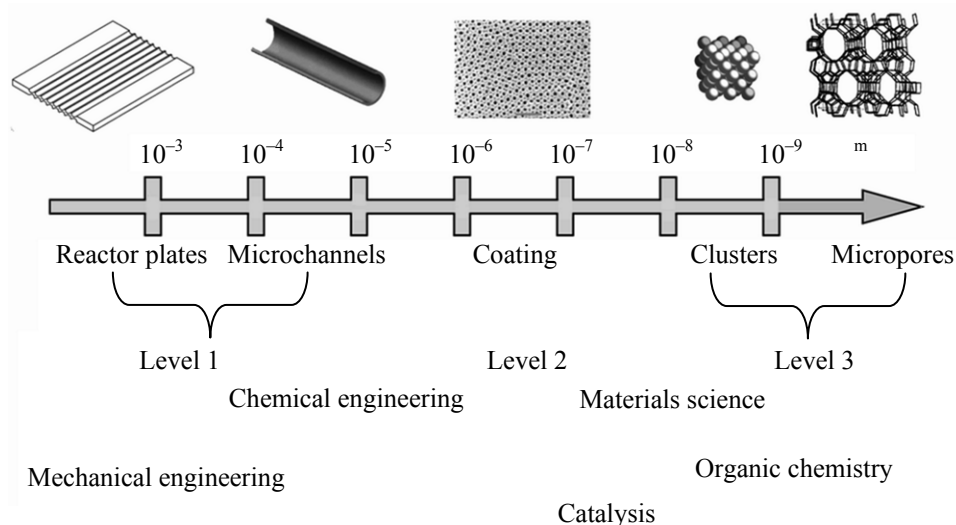 10⁻³ 10⁻⁴ 10⁻⁵ 10⁻⁶ 10⁻⁷ 10⁻⁸ 10⁻⁹ m
Reactor plates Microchannels Coating Clusters Micropores
Level 1 Level 2 Level 3
Chemical engineering Materials science
Organic chemistry
Mechanical engineering
Catalysis